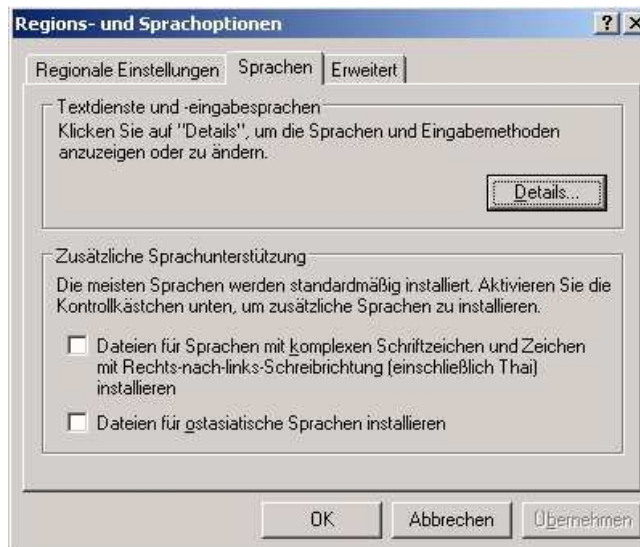 Regions- und Sprachoptionen
Regionale Einstellungen Sprachen Erweitert
Textdienste und -eingabesprachen
Klicken Sie auf "Details", um die Sprachen und Eingabemethoden
anzuzeigen oder zu ändern.
Details...
Zusätzliche Sprachunterstützung
Die meisten Sprachen werden standardmäßig installiert. Aktivieren Sie die
Kontrollkästchen unten, um zusätzliche Sprachen zu installieren.
Dateien für Sprachen mit komplexen Schriftzeichen und Zeichen
mit Rechts-nach-links-Schreibrichtung (einschließlich Thai)
installieren
Dateien für ostasiatische Sprachen installieren
OK Abbrechen Übernehmen